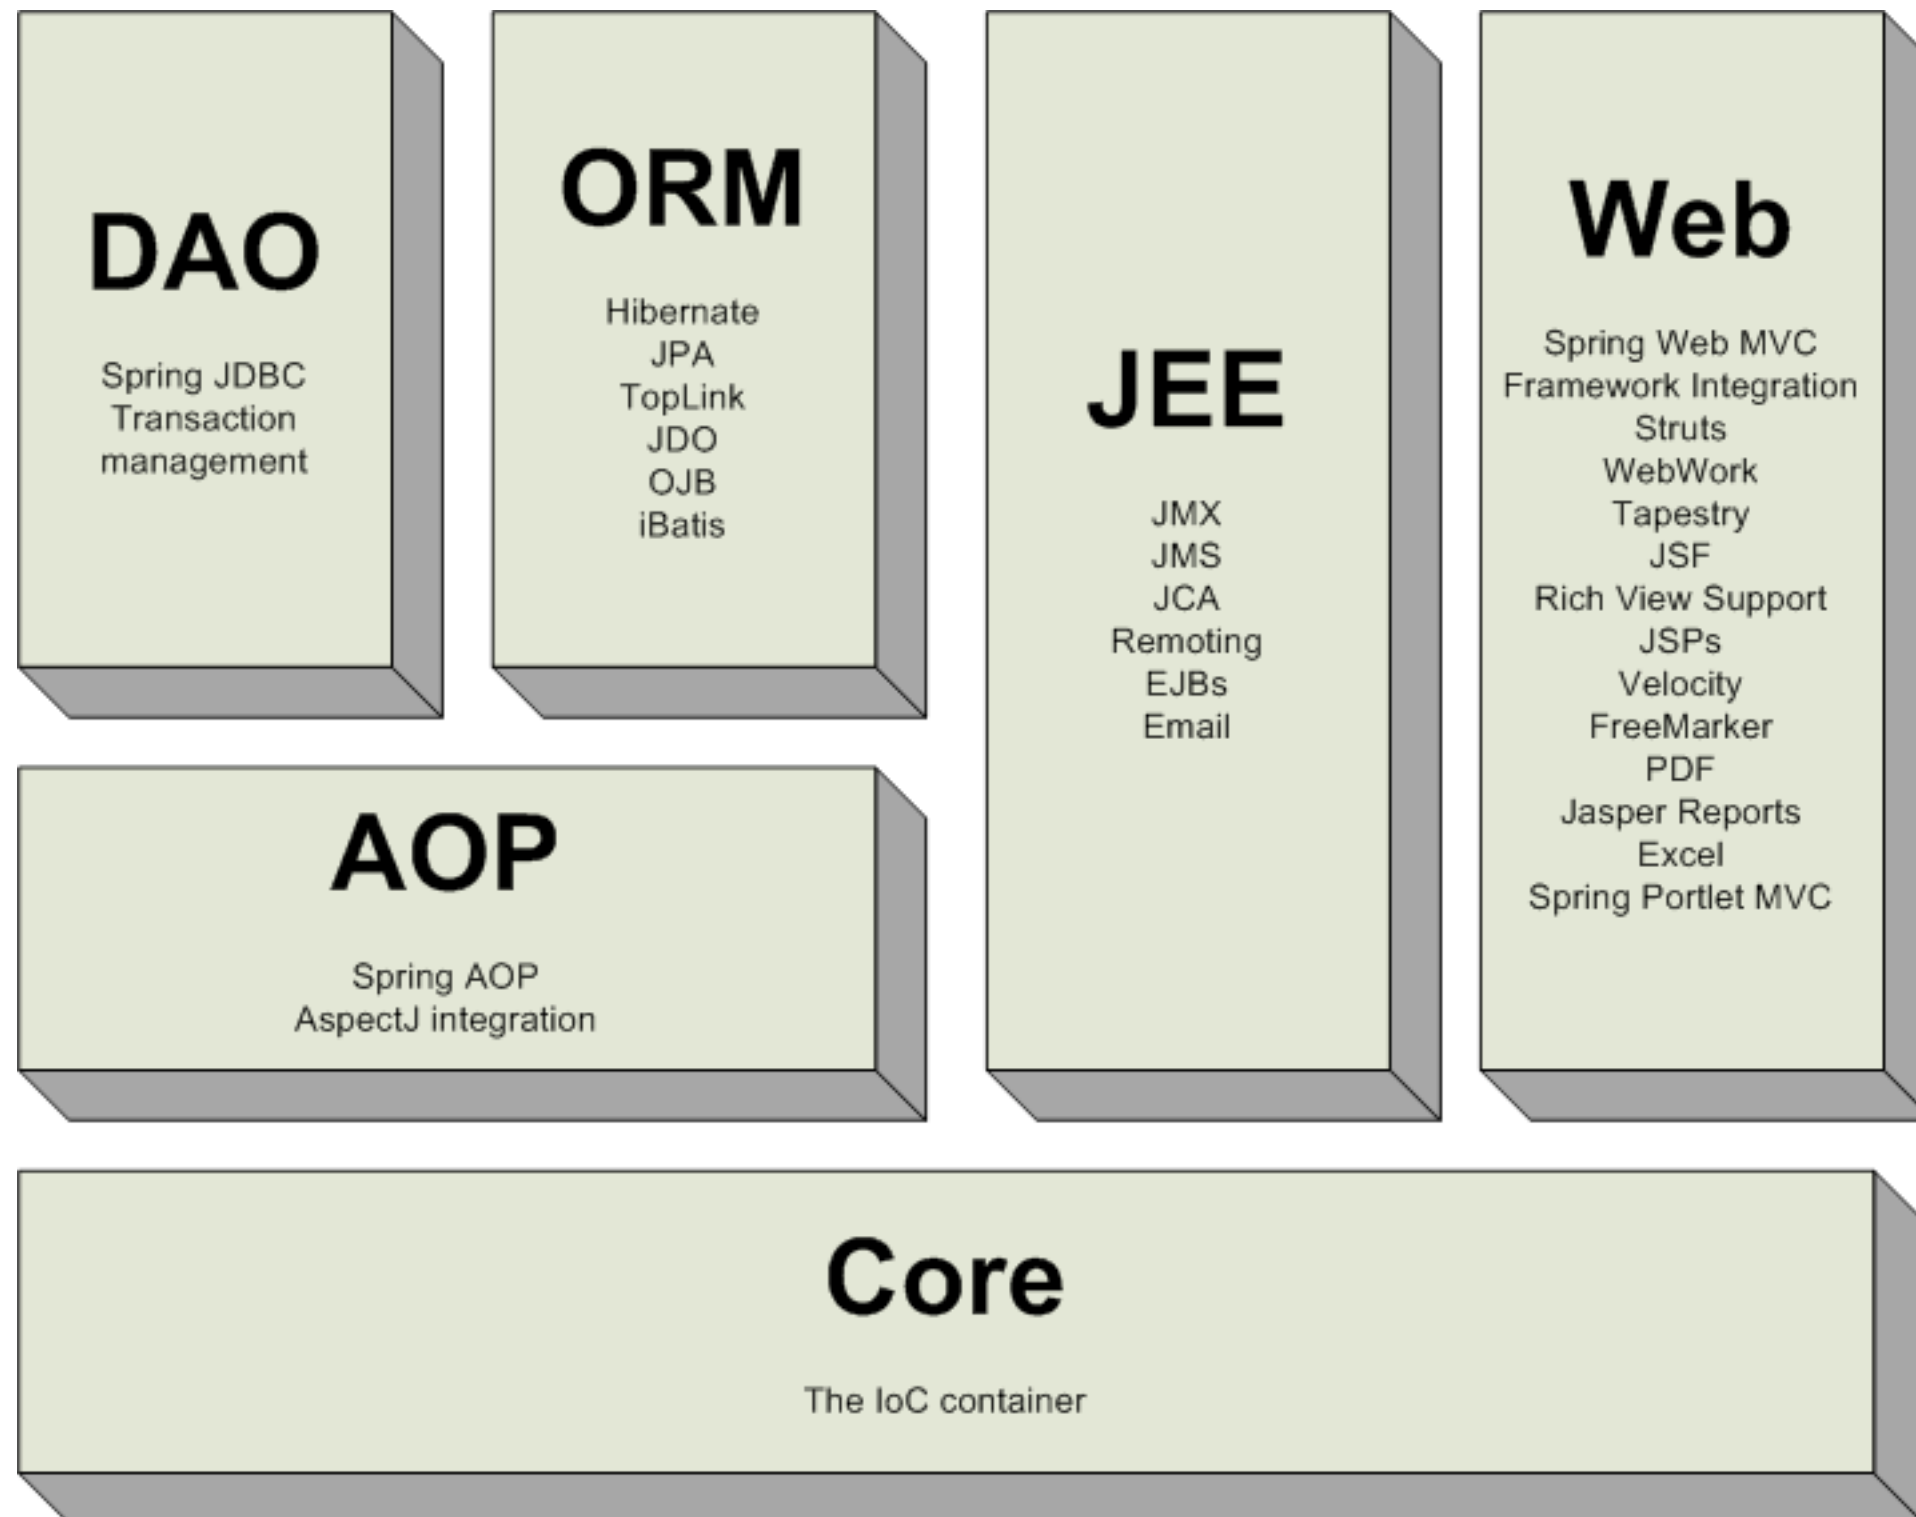 DAO
Spring JDBC
Transaction
management
ORM
Hibernate
JPA
TopLink
JDO
OJB
iBatis
JEE
JMX
JMS
JCA
Remoting
EJBs
Email
Web
Spring Web MVC
Framework Integration
Struts
WebWork
Tapestry
JSF
Rich View Support
JSPs
Velocity
FreeMarker
PDF
Jasper Reports
Excel
Spring Portlet MVC
AOP
Spring AOP
AspectJ integration
Core
The IoC container